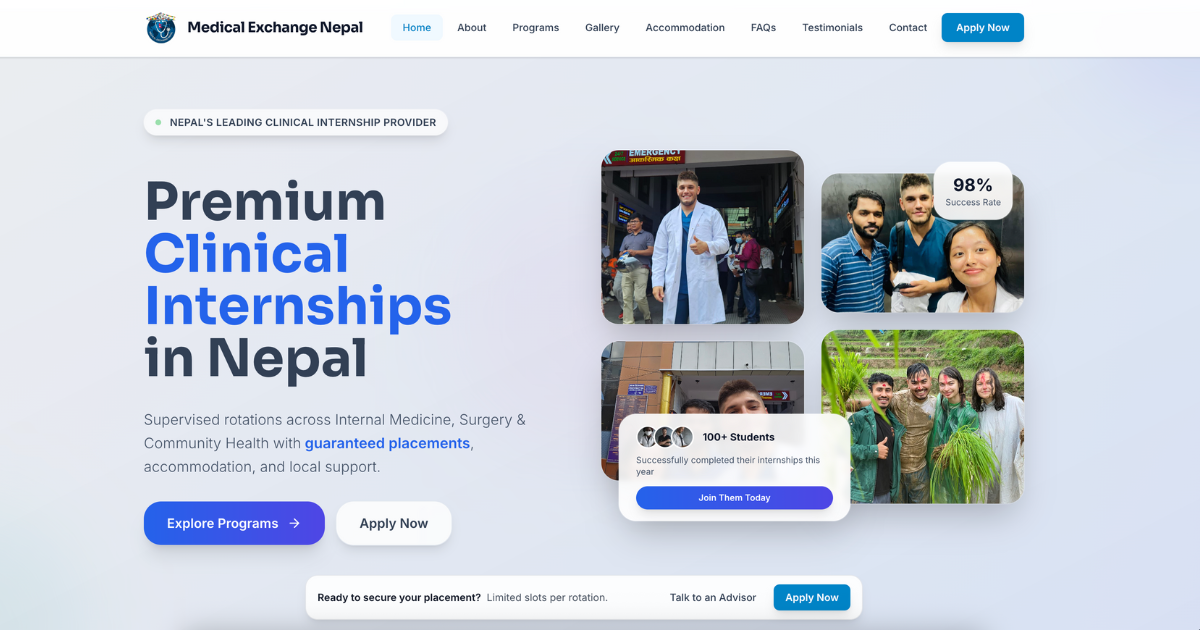 Medical Exchange Nepal
Home
About
Programs
Gallery
Accommodation
FAQs
Testimonials
Contact
Apply Now
NEPAL'S LEADING CLINICAL INTERNSHIP PROVIDER
Premium
Clinical
Internships
in Nepal
Supervised rotations across Internal Medicine, Surgery &
Community Health with guaranteed placements,
accommodation, and local support.
Explore Programs →
Apply Now
EMERGENCY
आकस्मिक कक्ष
98%
Success Rate
100+ Students
Successfully completed their internships this
year
Join Them Today
Ready to secure your placement? Limited slots per rotation.
Talk to an Advisor
Apply Now